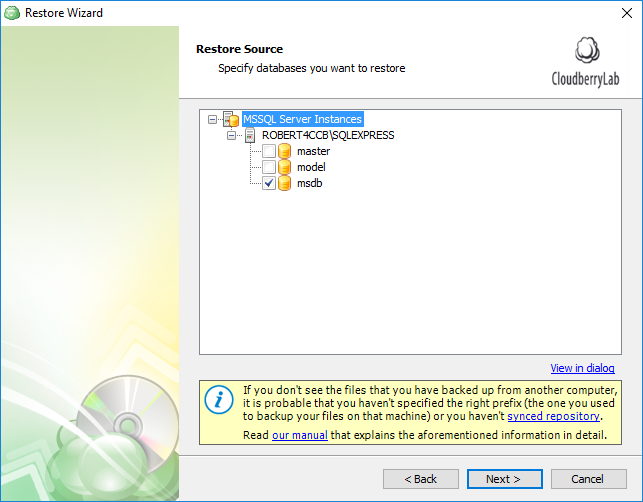 Restore Wizard
Restore Source
Specify databases you want to restore
CloudberryLab
MSSQL Server Instances
ROBERT4CCB\SQLEXPRESS
master
model
msdb
View in dialog
If you don't see the files that you have backed up from another computer,
it is probable that you haven't specified the right prefix (the one you used
to backup your files on that machine) or you haven't synced repository.
Read our manual that explains the aforementioned information in detail.
< Back
Next >
Cancel